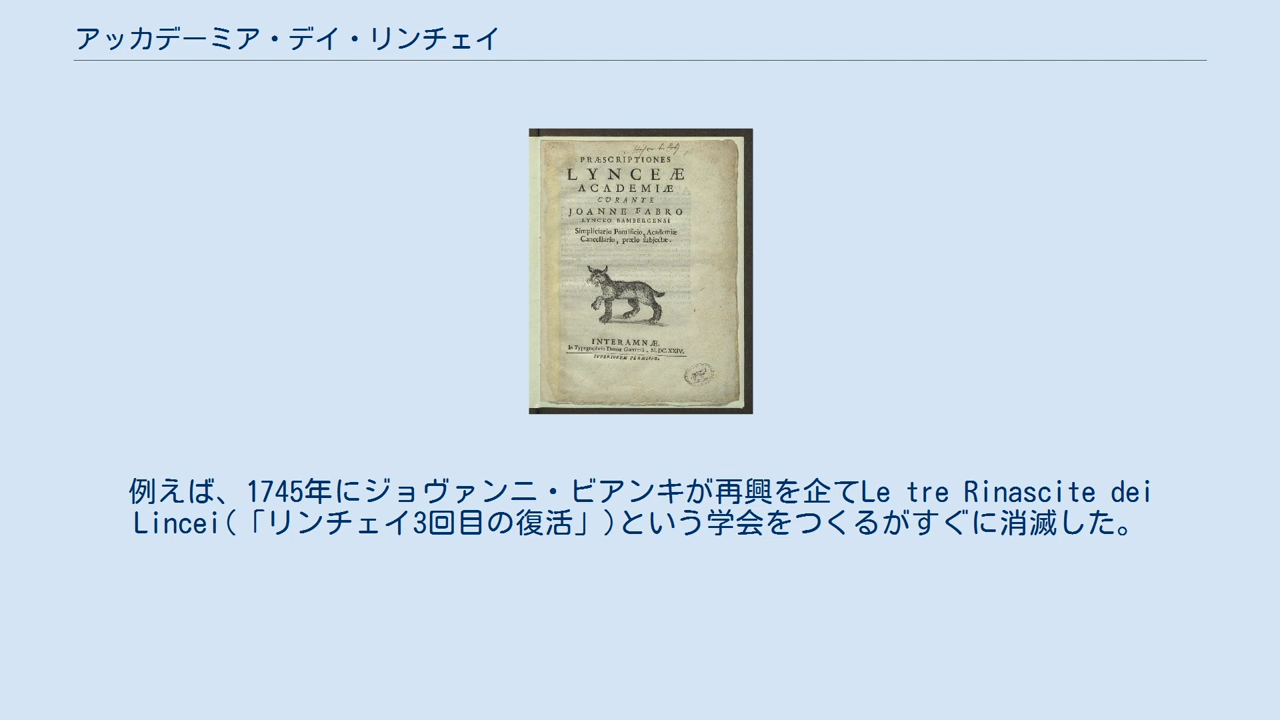 アッカデーミア・デイ・リンチェイ
PRÆSCRIPTIONES
LYNCEÆ
ACADEMIÆ
CURANTE
JOANNE FABRO
LYNCEO BAMBERGENSI
Simpliciario Pontificio, Academiæ
Cancellario, prælo subjectæ.
INTERAMNÆ
In Typographio Thomæ M. DC. XXIV.
SUPERIORUM PERMISSU.
例えば、1745年にジョヴァンニ・ビアンキが再興を企てLe tre Rinascite dei
Lincei(「リンチェイ3回目の復活」)という学会をつくるがすぐに消滅した。